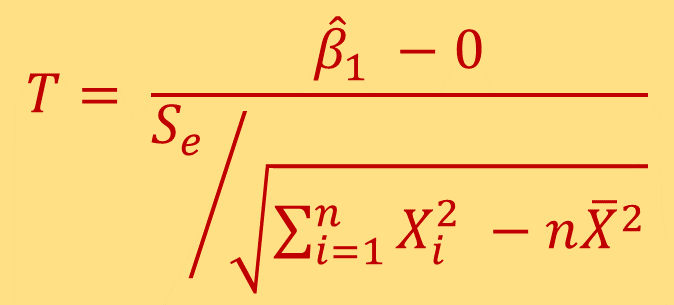 T = (β̂₁ − 0) / (Sₑ / √(∑ᵢ₌₁ⁿ Xᵢ² − nX̄²))